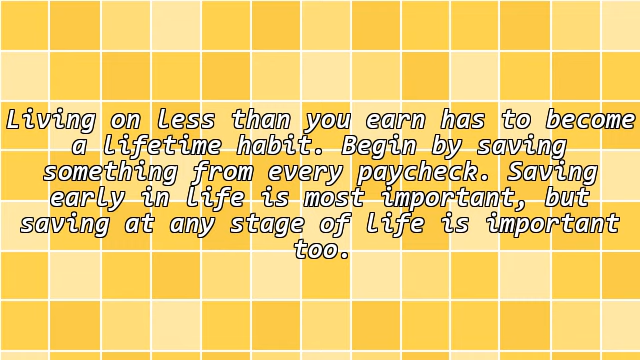 Living on less than you earn has to become
a lifetime habit. Begin by saving
something from every paycheck. Saving
early in life is most important, but
saving at any stage of life is important
too.